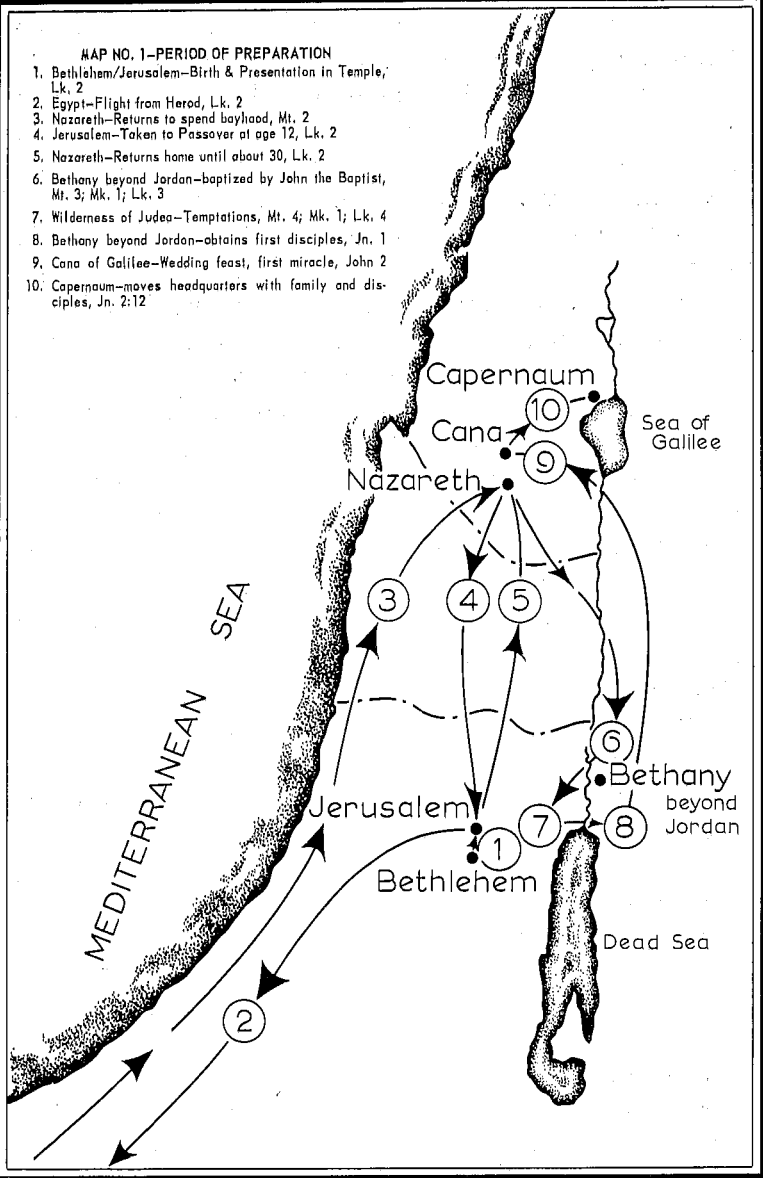 MAP NO. 1–PERIOD OF PREPARATION
1. Bethlehem/Jerusalem–Birth & Presentation in Temple,
Lk. 2
2. Egypt–Flight from Herod, Lk. 2
3. Nazareth–Returns to spend boyhood, Mt. 2
4. Jerusalem–Taken to Passover at age 12, Lk. 2
5. Nazareth–Returns home until about 30, Lk. 2
6. Bethany beyond Jordan–baptized by John the Baptist,
Mt. 3; Mk. 1; Lk. 3
7. Wilderness of Judea–Temptations, Mt. 4; Mk. 1; Lk. 4
8. Bethany beyond Jordon–obtains first disciples, Jn. 1
9. Cana of Galilee–Wedding feast, first miracle, John 2
10. Capernaum–moves headquarters with family and dis-
ciples, Jn. 2:12
Capernaum
10
Sea of
Galilee
Cana
9
Nazareth
3
4
5
MEDITERRANEAN SEA
6
Bethany
beyond
Jordan
Jerusalem
7
8
1
Bethlehem
Dead Sea
2